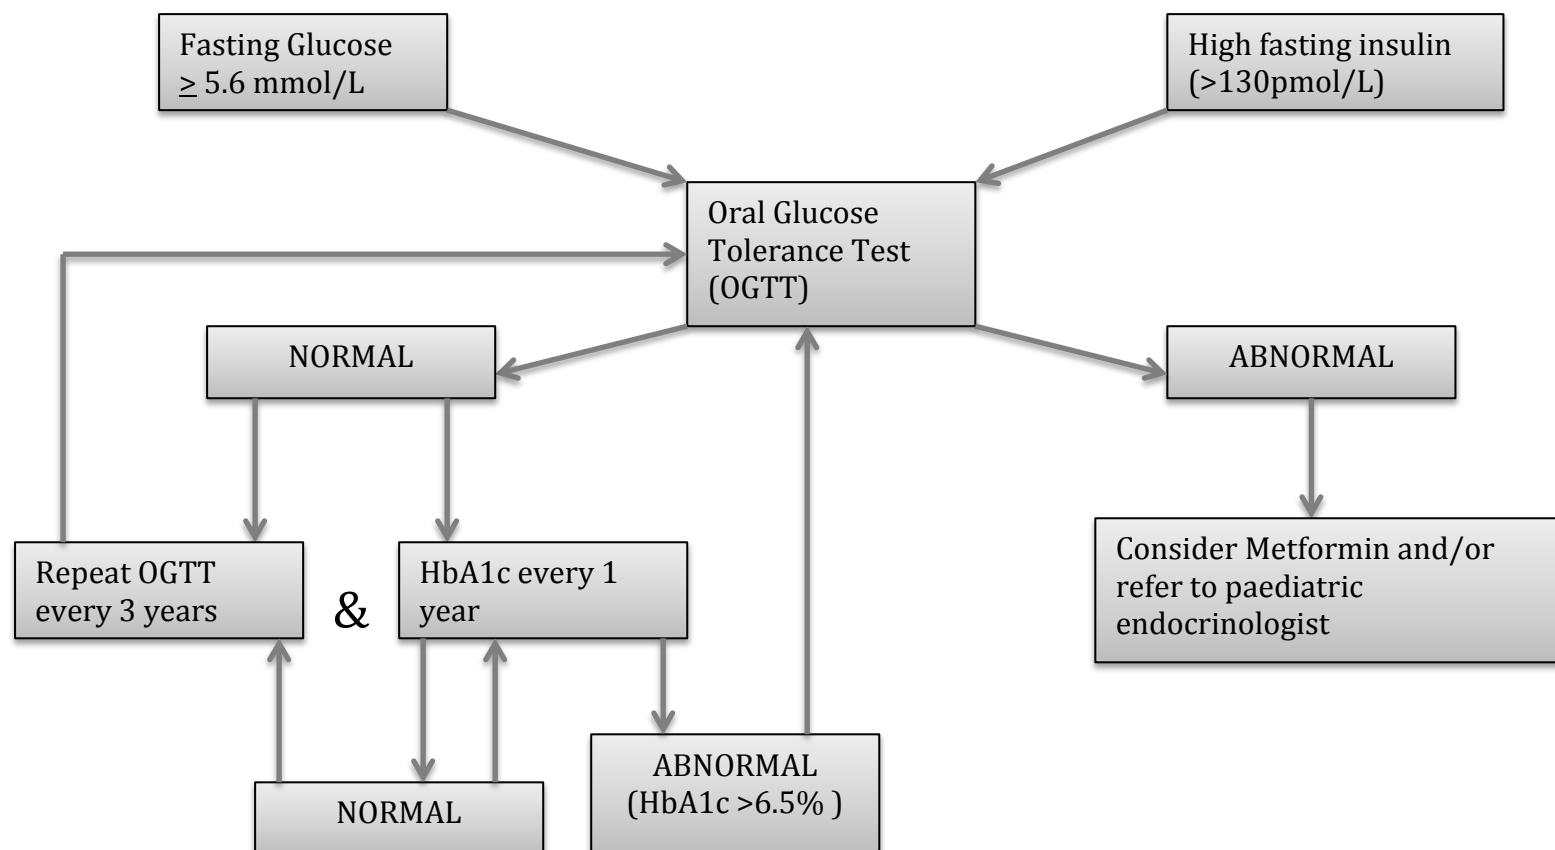 Fasting Glucose
≥ 5.6 mmol/L
High fasting insulin
(>130pmol/L)
Oral Glucose
Tolerance Test
(OGTT)
NORMAL
ABNORMAL
Repeat OGTT
every 3 years
&
HbA1c every 1
year
Consider Metformin and/or
refer to paediatric
endocrinologist
NORMAL
ABNORMAL
(HbA1c >6.5% )